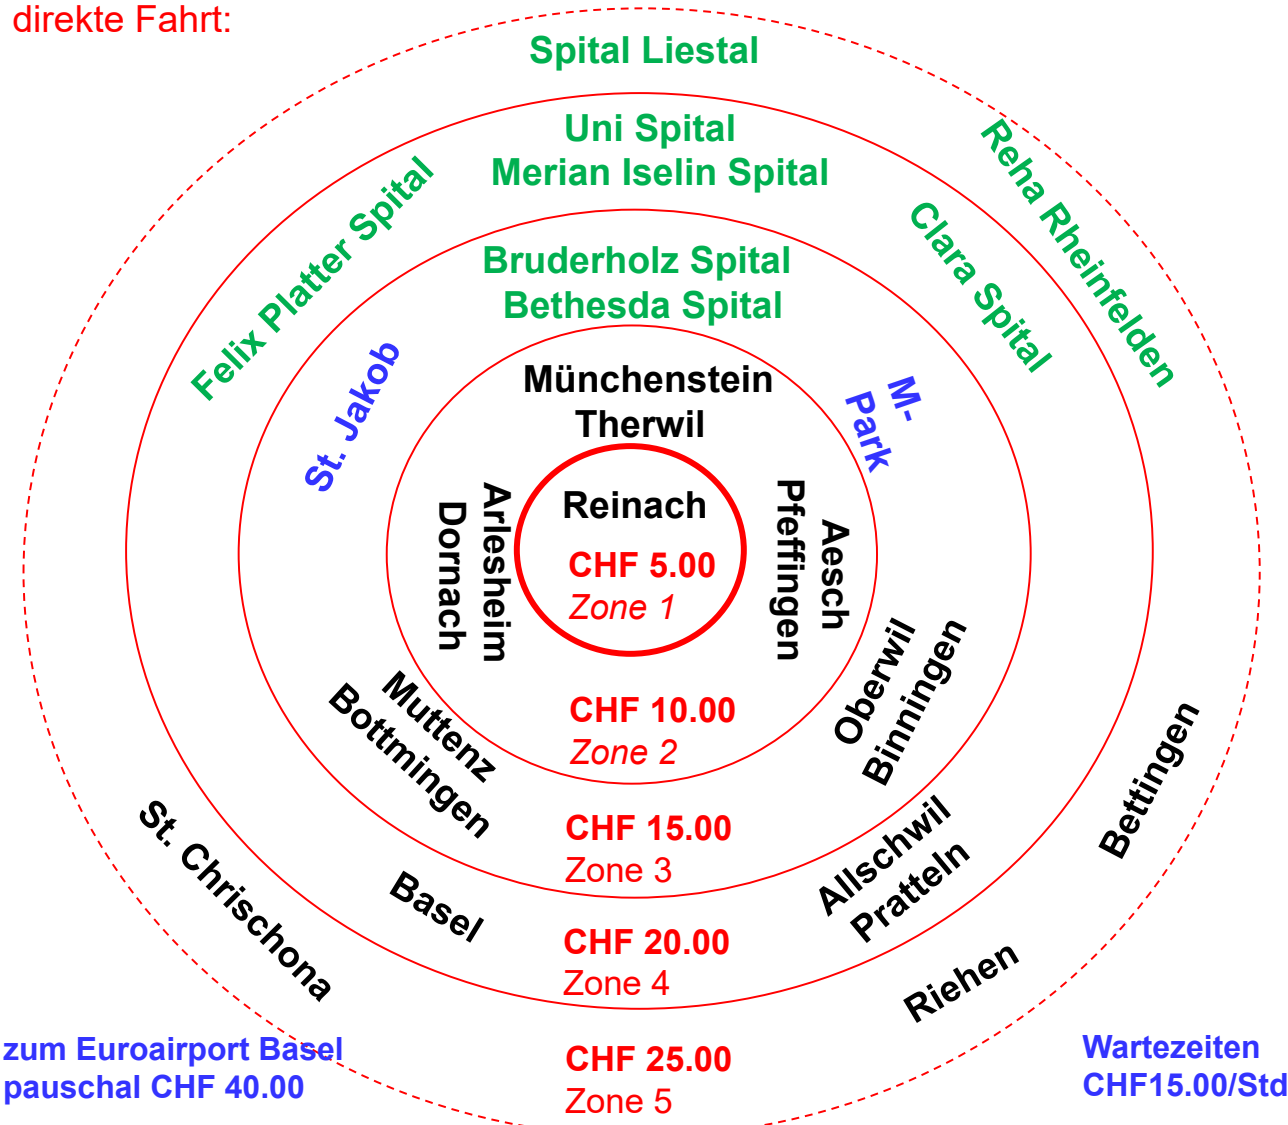 direkte Fahrt:
Spital Liestal
Uni Spital
Merian Iselin Spital
Felix Platter Spital
Clara Spital
Reha Rheinfelden
Bruderholz Spital
Bethesda Spital
St. Jakob
M-
Park
Münchenstein
Therwil
Reinach
CHF 5.00
Zone 1
Arlesheim
Dornach
Aesch
Pfeffingen
CHF 10.00
Zone 2
Muttenz
Bottmingen
Oberwil
Binningen
CHF 15.00
Zone 3
Basel
Allschwil
Pratteln
CHF 20.00
Zone 4
St. Chrischona
Bettingen
Riehen
CHF 25.00
Zone 5
zum Euroairport Basel
pauschal CHF 40.00
Wartezeiten
CHF15.00/Std